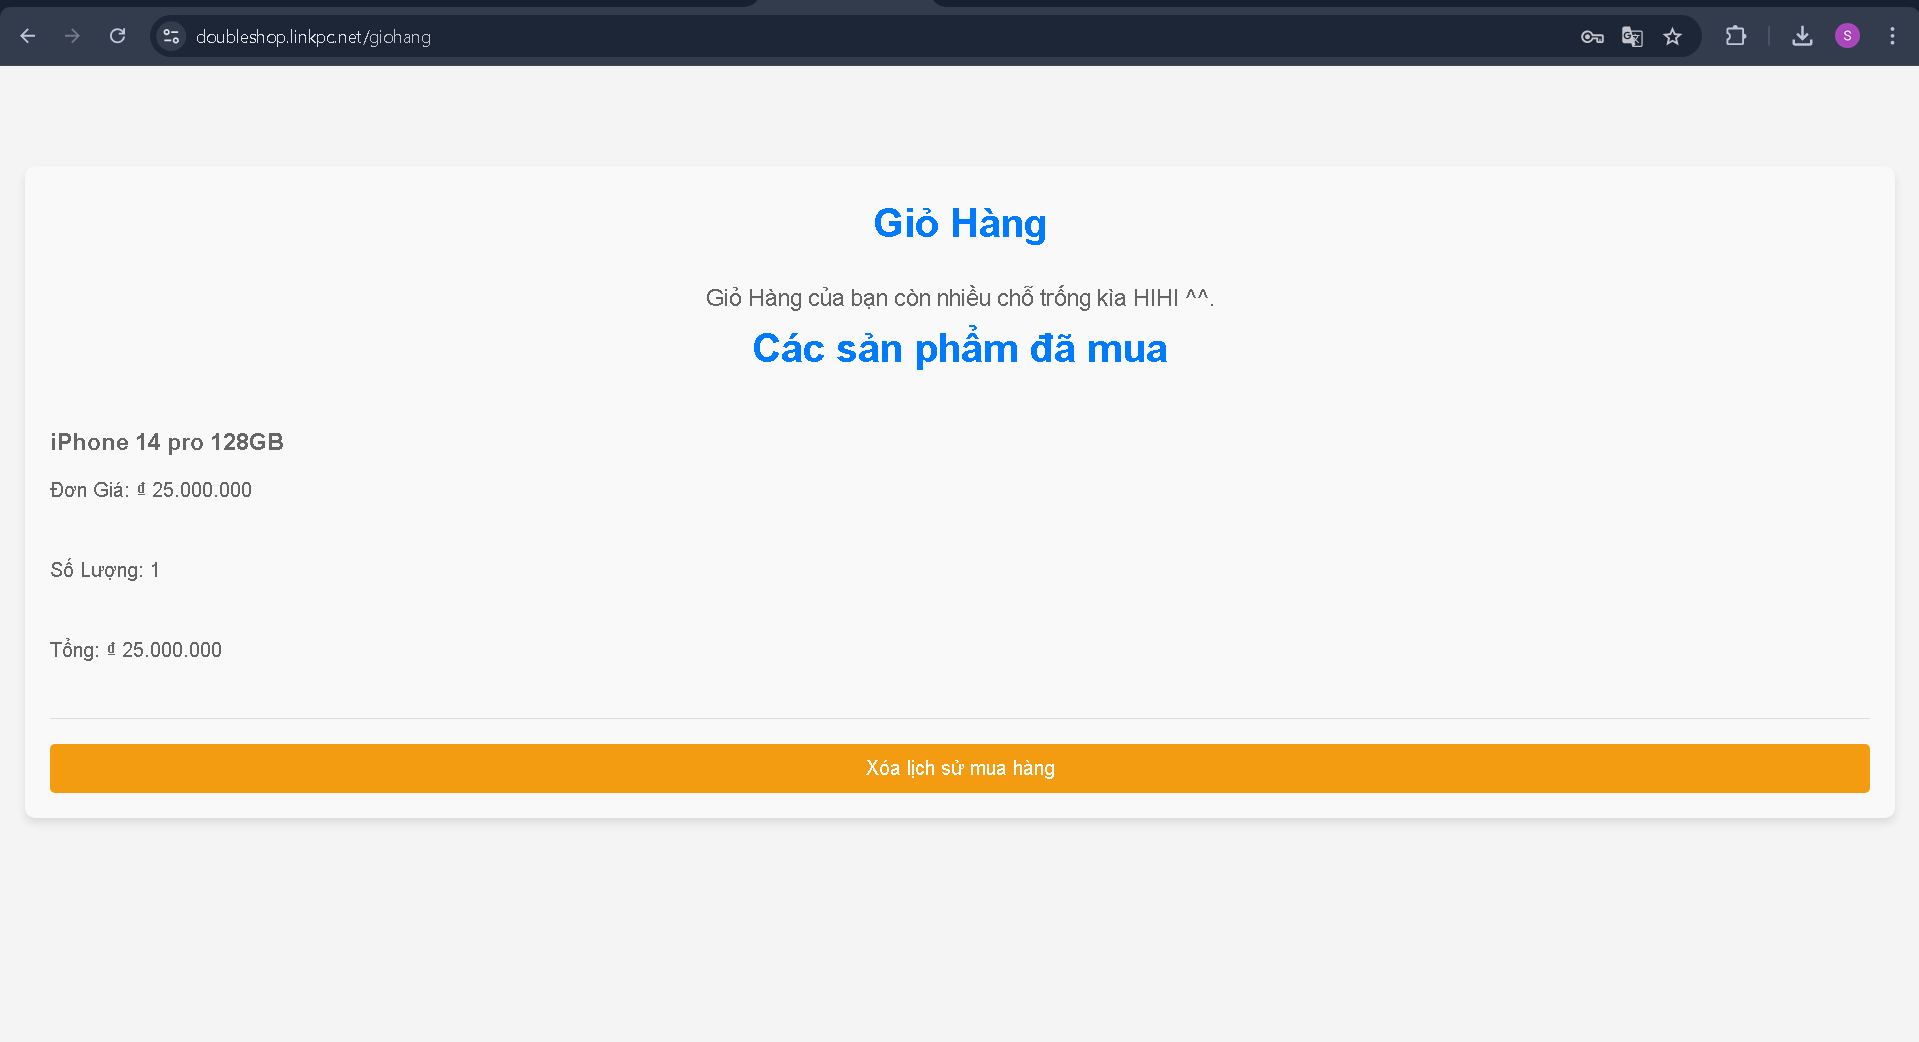 doubleshop.linkpc.net/giohang
S
Giỏ Hàng
Giỏ Hàng của bạn còn nhiều chỗ trống kìa HIHI ^^.
Các sản phẩm đã mua
iPhone 14 pro 128GB
Đơn Giá: ₫ 25.000.000
Số Lượng: 1
Tổng: ₫ 25.000.000
Xóa lịch sử mua hàng